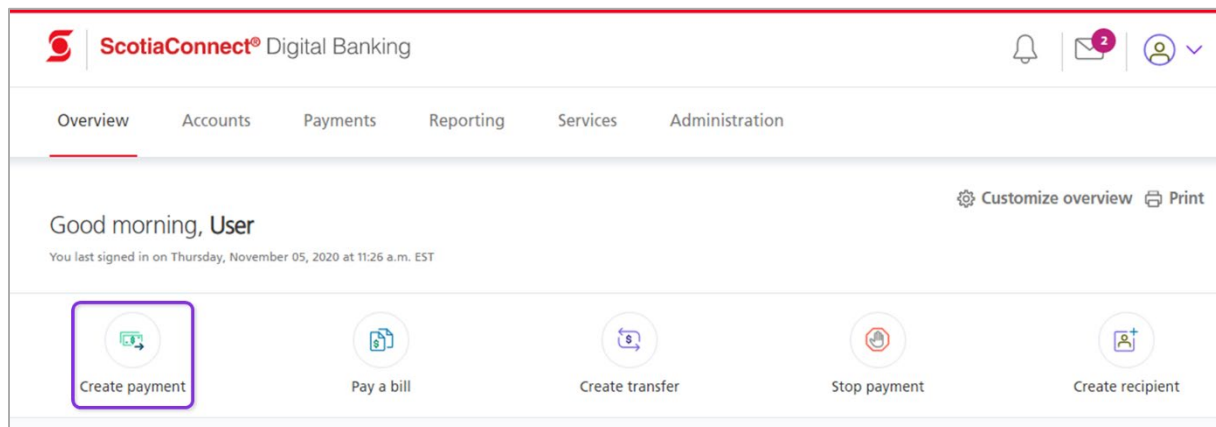 ScotiaConnect® Digital Banking
2
Overview Accounts Payments Reporting Services Administration
Customize overview Print
Good morning, User
You last signed in on Thursday, November 05, 2020 at 11:26 a.m. EST
Create payment Pay a bill Create transfer Stop payment Create recipient